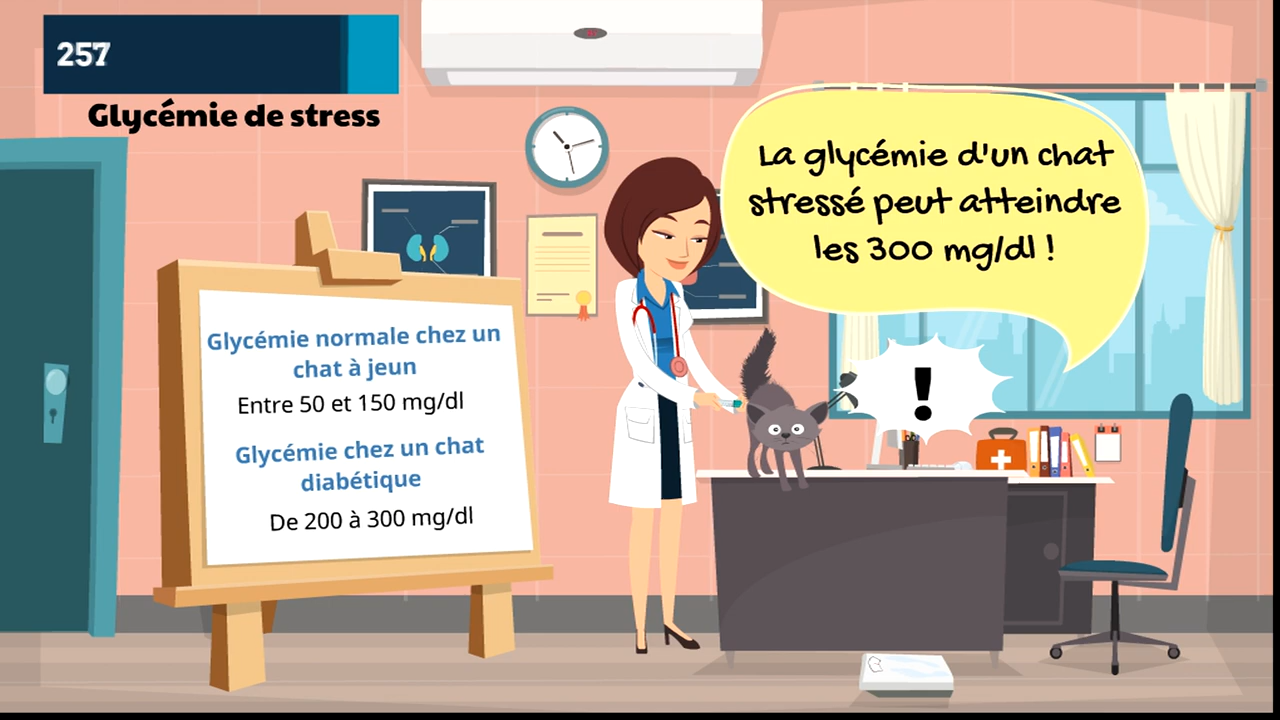 257
Glycémie de stress
La glycémie d'un chat
stressé peut atteindre
les 300 mg/dl !
!
Glycémie normale chez un
chat à jeun
Entre 50 et 150 mg/dl
Glycémie chez un chat
diabétique
De 200 à 300 mg/dl